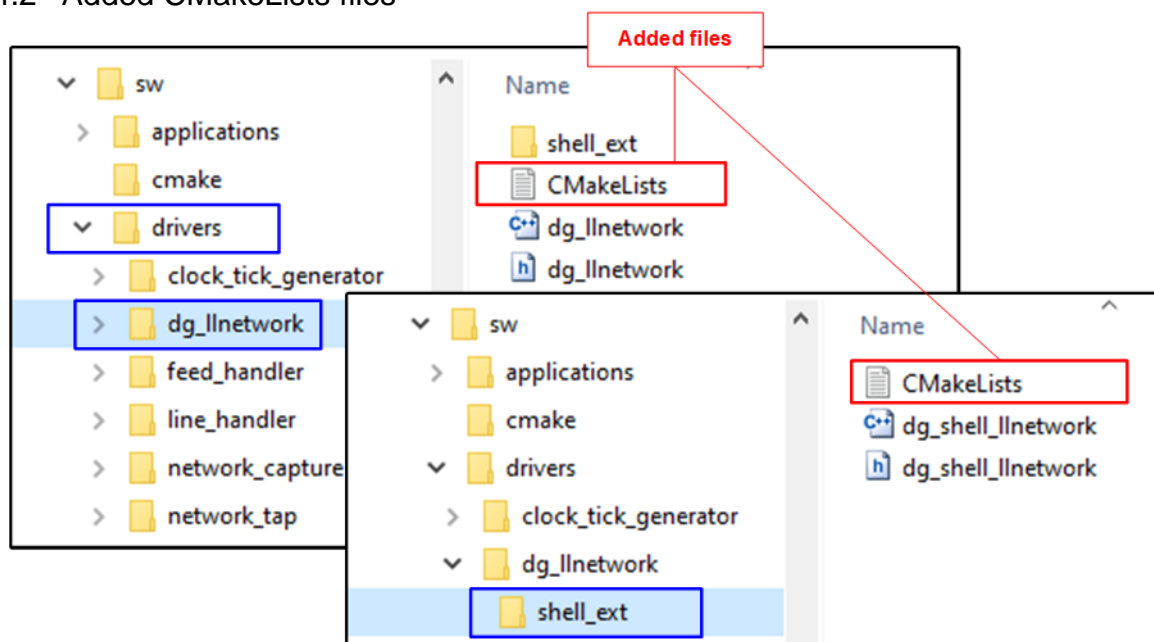 .2 Added CMakeLists files
Added files
sw
applications
cmake
drivers
clock_tick_generator
dg_llnetwork
feed_handler
line_handler
network_capture
network_tap
Name
shell_ext
CMakeLists
C++ dg_llnetwork
h dg_llnetwork
sw
applications
cmake
drivers
clock_tick_generator
dg_llnetwork
shell_ext
Name
CMakeLists
C++ dg_shell_llnetwork
h dg_shell_llnetwork